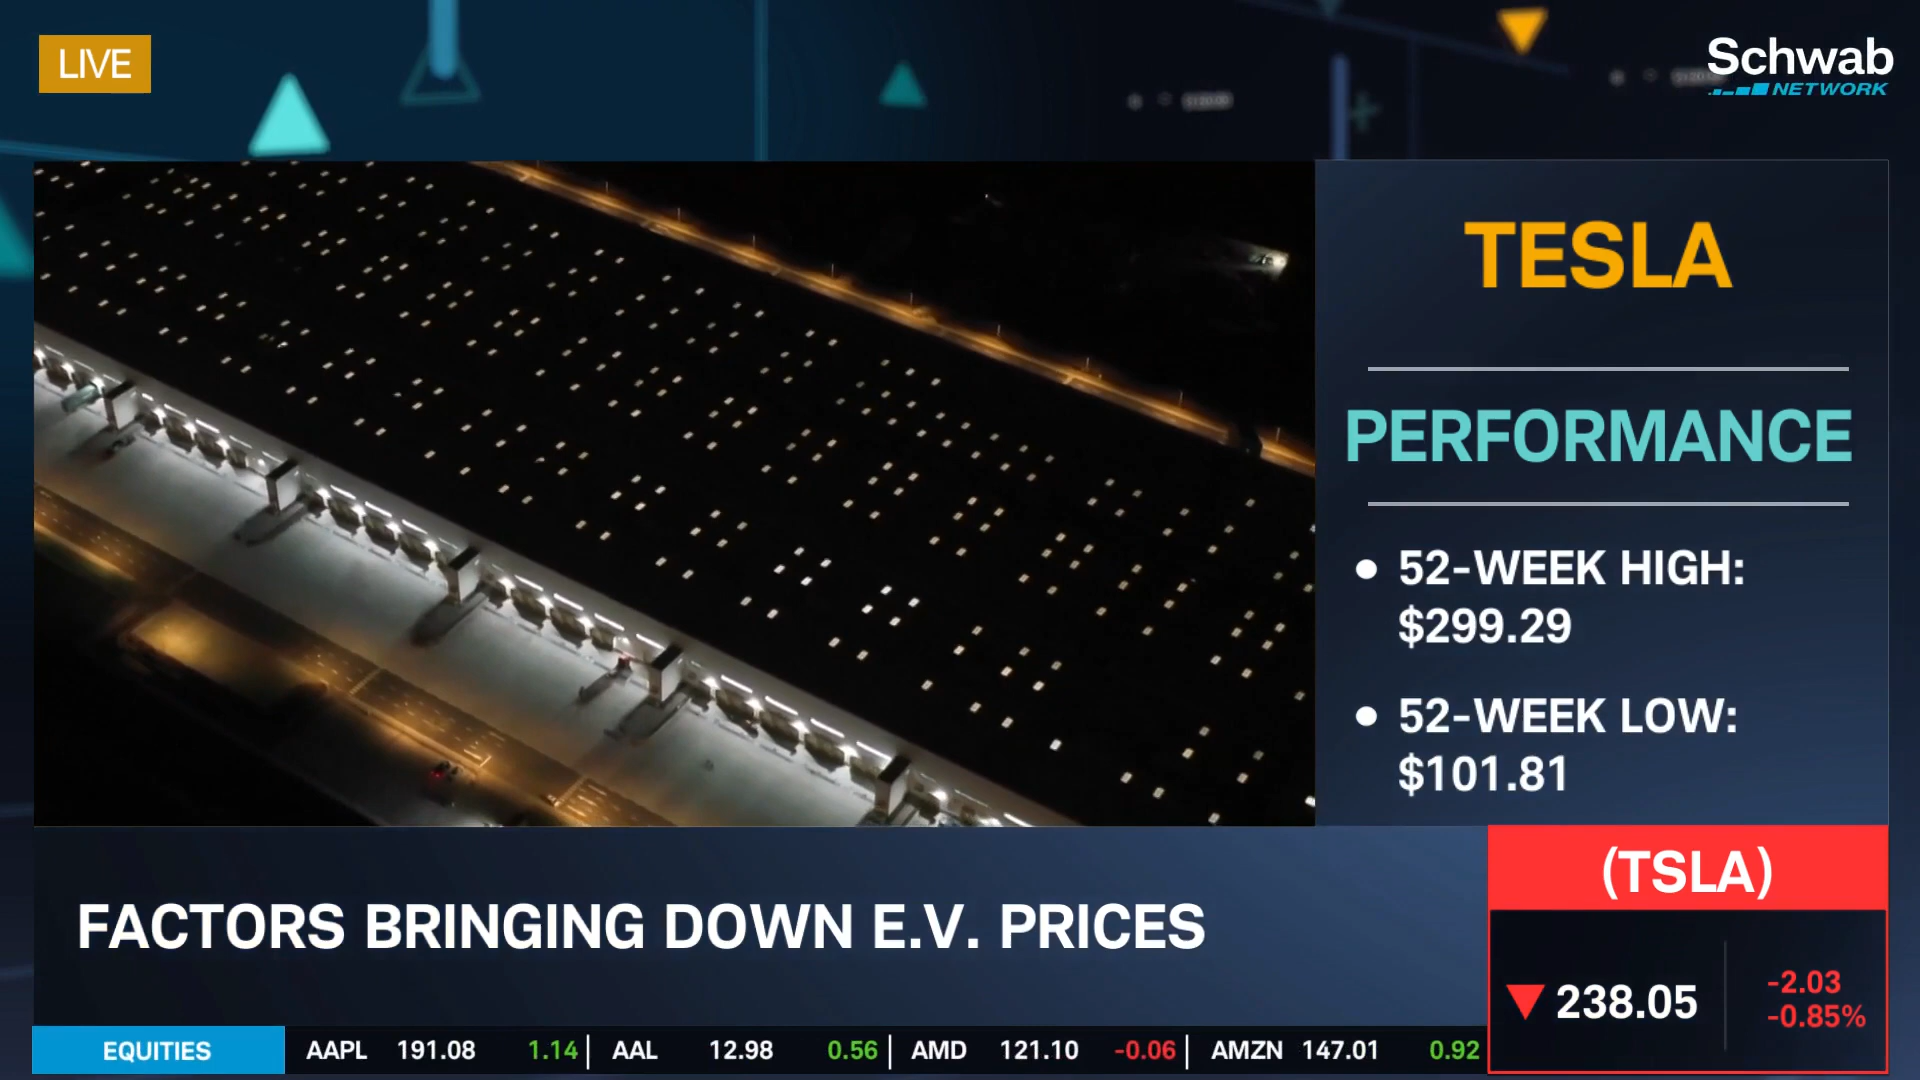 LIVE
Schwab
NETWORK
TESLA
PERFORMANCE
• 52-WEEK HIGH:
$299.29
• 52-WEEK LOW:
$101.81
FACTORS BRINGING DOWN E.V. PRICES
(TSLA)
▼ 238.05
-2.03
-0.85%
EQUITIES
AAPL 191.08 1.14 | AAL 12.98 0.56 | AMD 121.10 -0.06 | AMZN 147.01 0.92